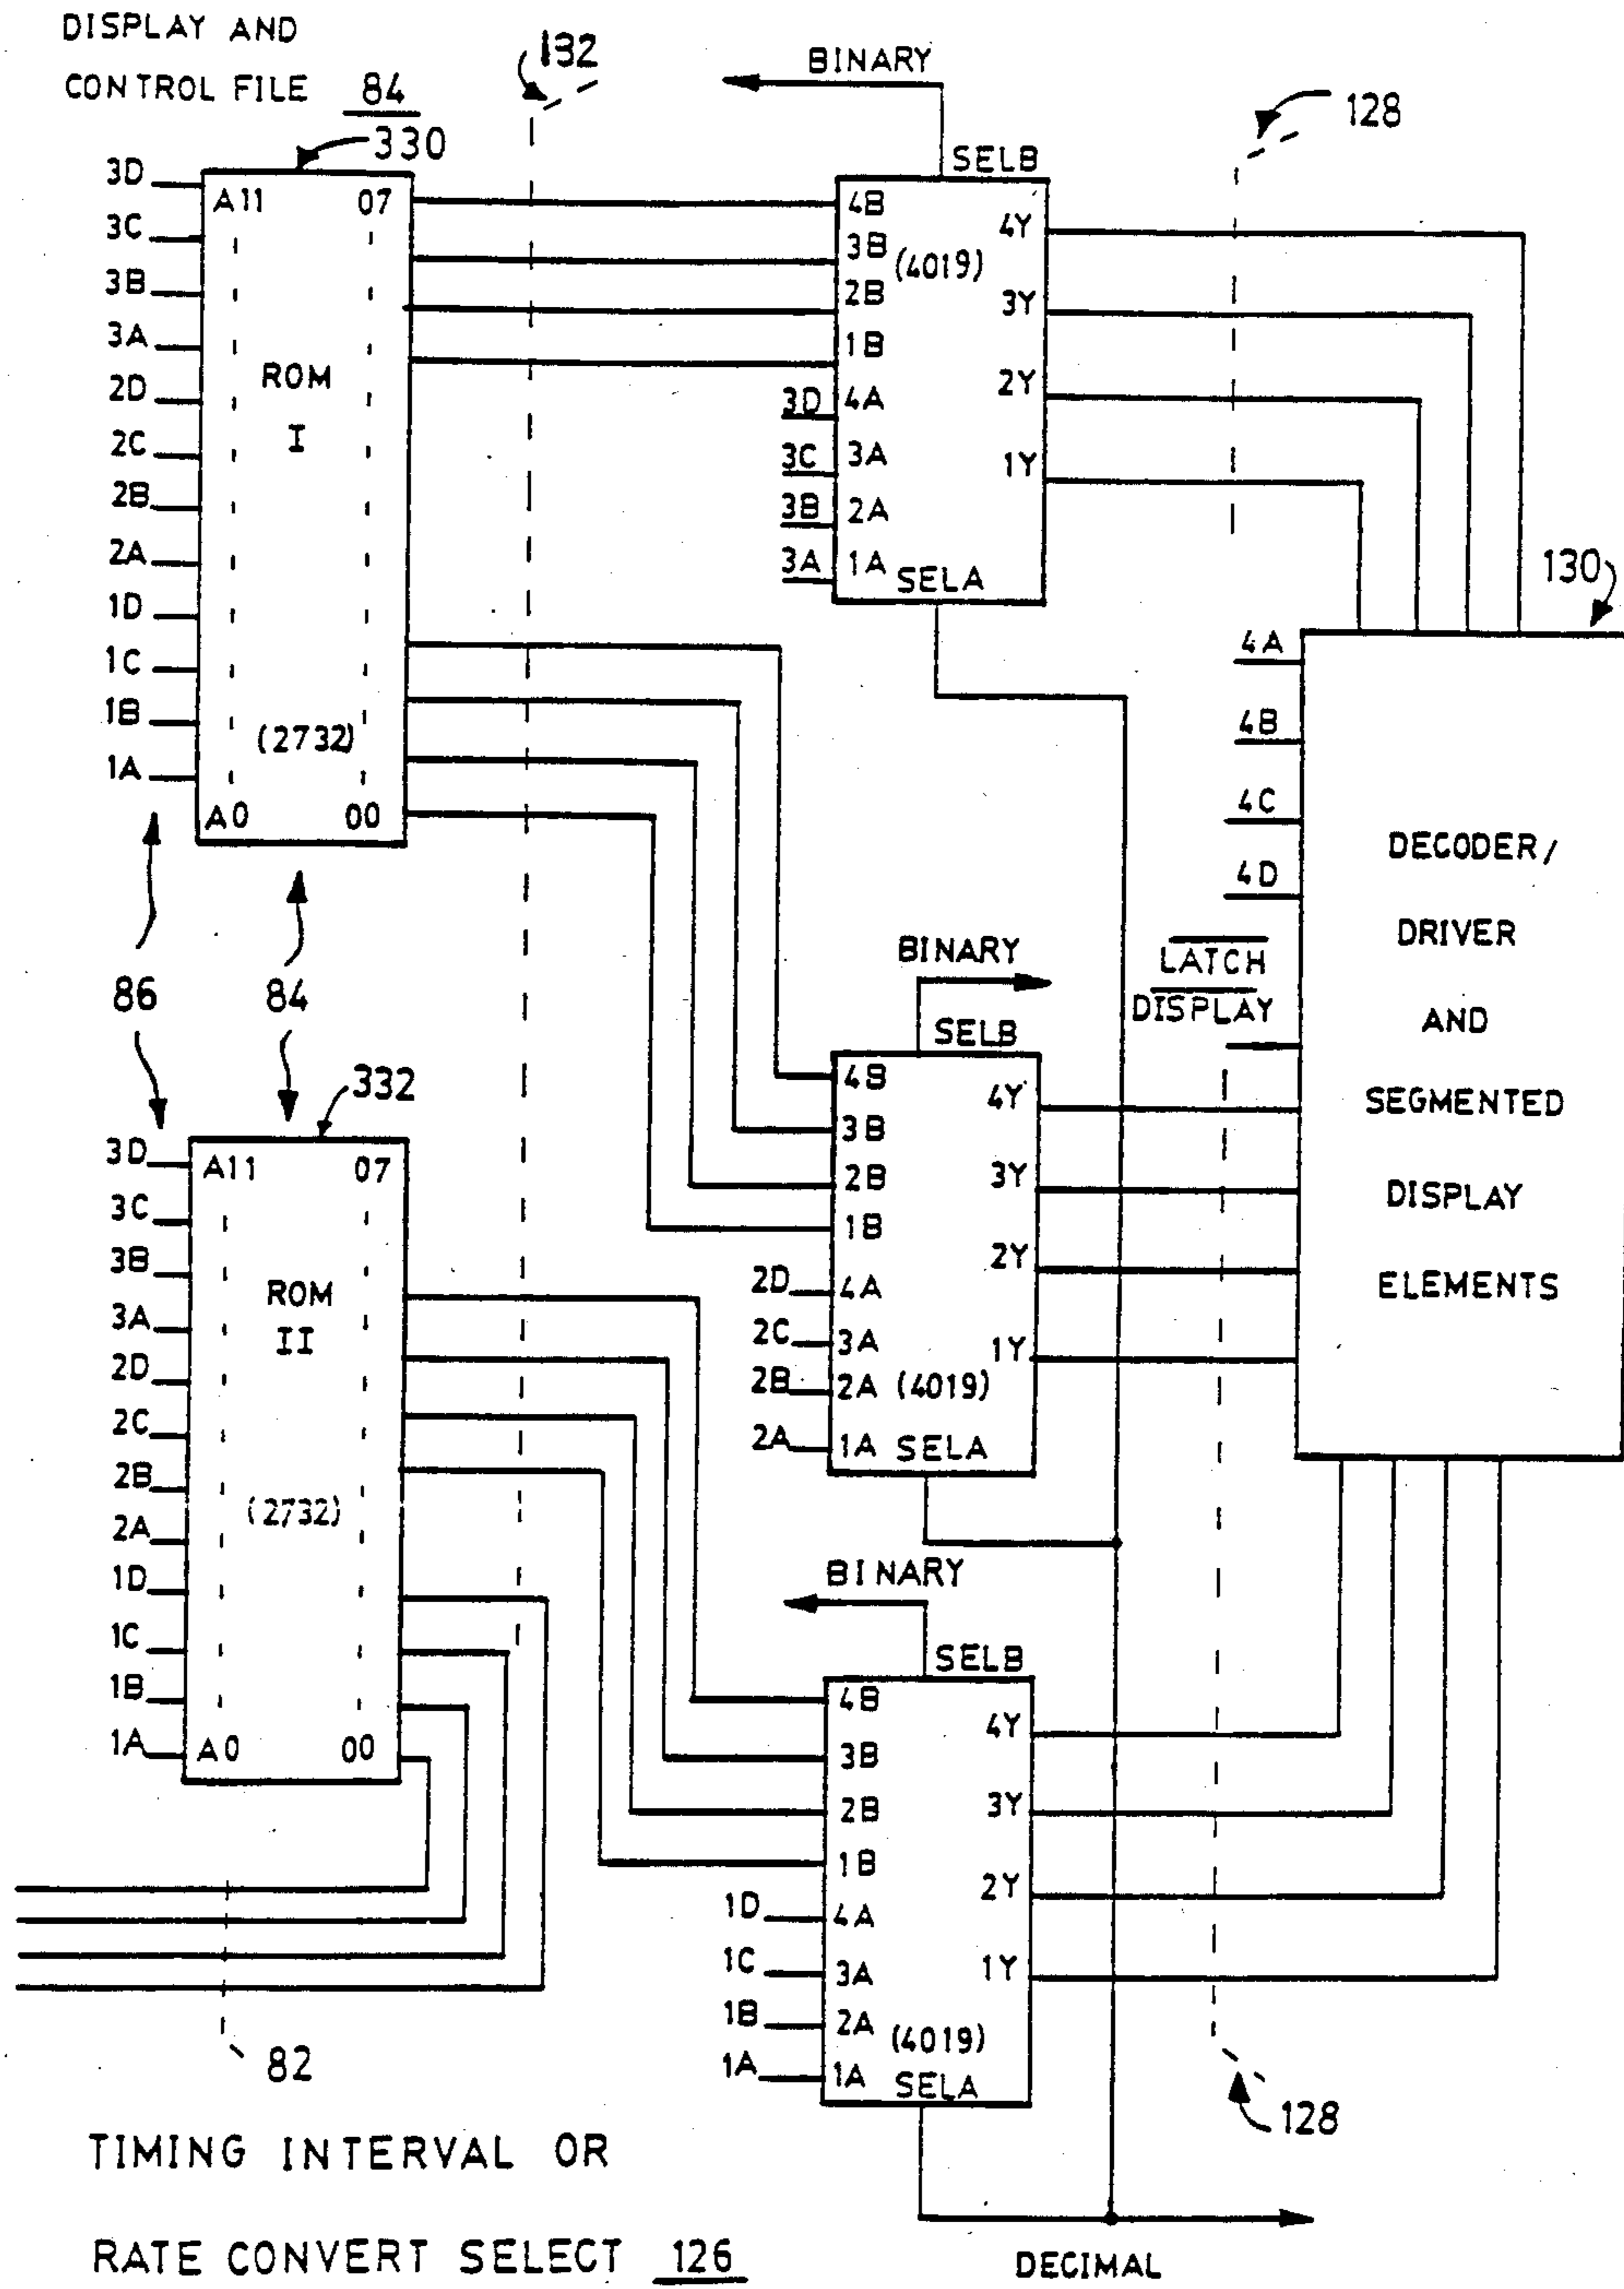 DISPLAY AND
CONTROL FILE 84
132
BINARY
128
330
SELB
3D
3C
3B
3A
2D
2C
2B
2A
1D
1C
1B
1A
A11 07
ROM
I
(2732)
A0 00
4B
3B
2B
1B
3D 4A
3C 3A
3B 2A
3A 1A
(4019)
4Y
3Y
2Y
1Y
SELA
130
4A
4B
4C
4D
LATCH
DISPLAY
DECODER/
DRIVER
AND
SEGMENTED
DISPLAY
ELEMENTS
86 84
332
BINARY
SELB
3D
3C
3B
3A
2D
2C
2B
2A
1D
1C
1B
1A
A11 07
ROM
II
(2732)
A0 00
4B
3B
2B
1B
2D 4A
2C 3A
2B 2A
2A 1A
(4019)
4Y
3Y
2Y
1Y
SELA
BINARY
SELB
4B
3B
2B
1B
1D 4A
1C 3A
1B 2A
1A 1A
(4019)
4Y
3Y
2Y
1Y
SELA
82
128
TIMING INTERVAL OR
RATE CONVERT SELECT 126
DECIMAL